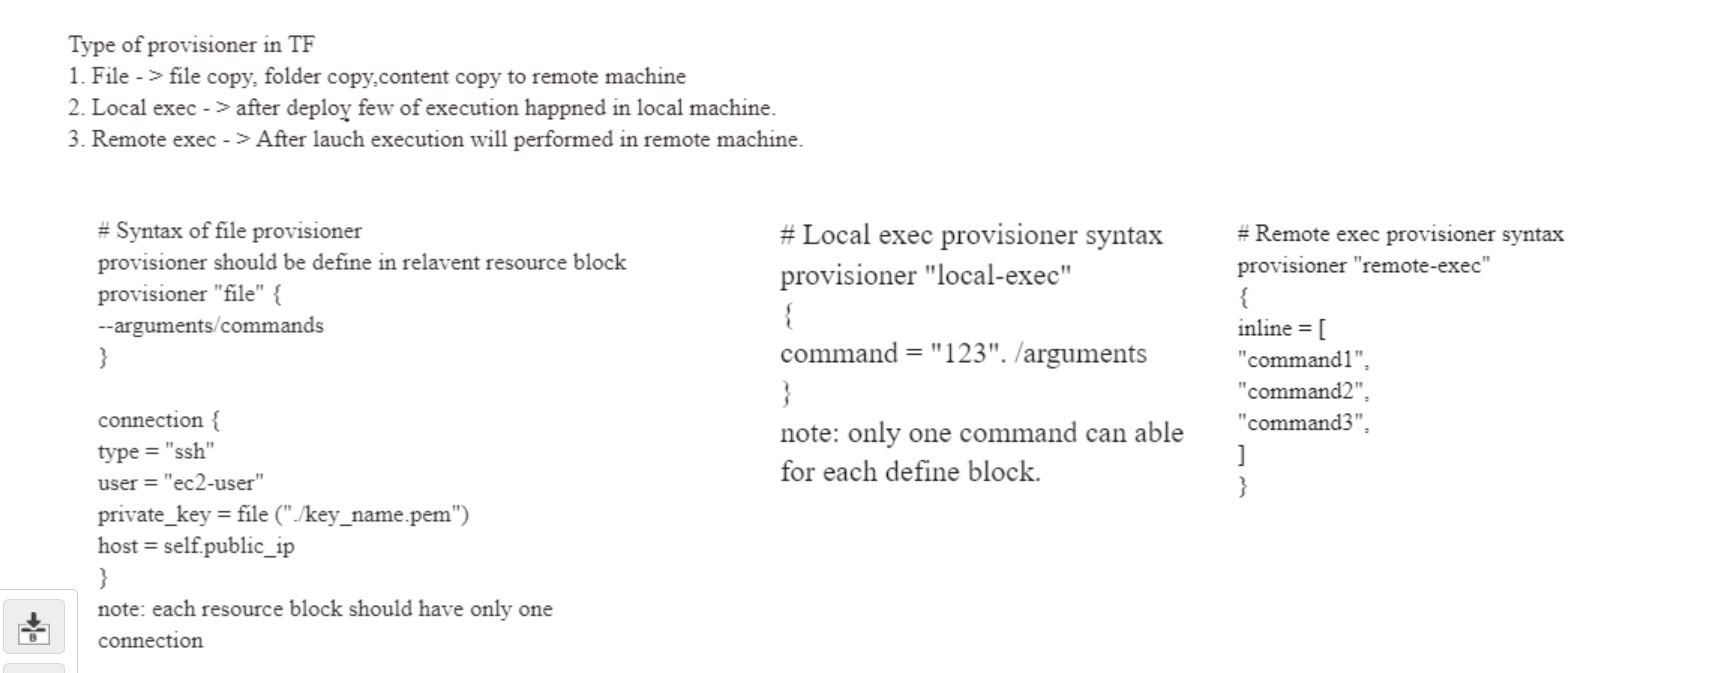 Type of provisioner in TF
1. File - > file copy, folder copy,content copy to remote machine
2. Local exec - > after deploy few of execution happned in local machine.
3. Remote exec - > After lauch execution will performed in remote machine.
# Syntax of file provisioner
provisioner should be define in relavent resource block
provisioner "file" {
--arguments/commands
}
connection {
type = "ssh"
user = "ec2-user"
private_key = file ("./key_name.pem")
host = self.public_ip
}
note: each resource block should have only one
connection
# Local exec provisioner syntax
provisioner "local-exec"
{
command = "123". /arguments
}
note: only one command can able
for each define block.
# Remote exec provisioner syntax
provisioner "remote-exec"
{
inline = [
"command1",
"command2",
"command3",
]
}
B